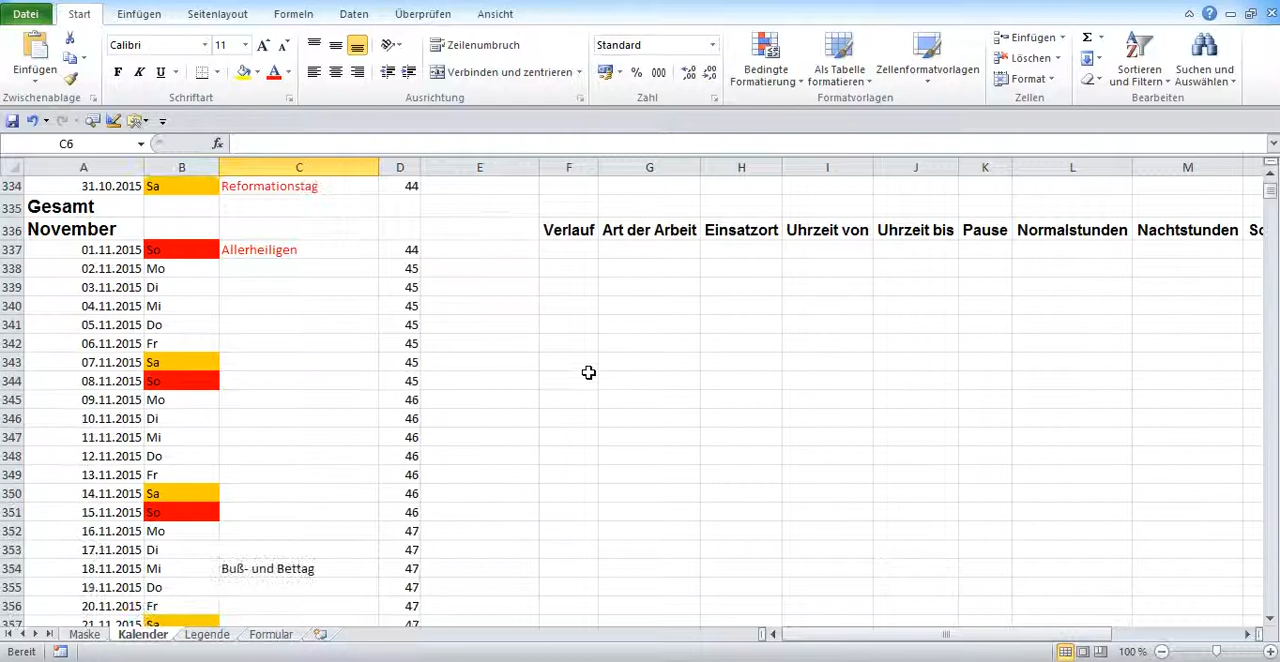 Datei Start Einfügen Seitenlayout Formeln Daten Überprüfen Ansicht
Calibri 11 Zeilenumbruch Standard Einfügen Σ
Löschen
F K U Verbinden und zentrieren % 000
Einfügen Bedingte Formatierung Als Tabelle formatieren Zellenformatvorlagen Format Sortieren und Filtern Suchen und Auswählen
Zwischenablage Schriftart Ausrichtung Zahl Formatvorlagen Zellen Bearbeiten
C6 fx
A B C D E F G H I J K L M
334 31.10.2015 Sa Reformationstag 44
335 Gesamt
336 November Verlauf Art der Arbeit Einsatzort Uhrzeit von Uhrzeit bis Pause Normalstunden Nachtstunden
337 01.11.2015 So Allerheiligen 44
338 02.11.2015 Mo 45
339 03.11.2015 Di 45
340 04.11.2015 Mi 45
341 05.11.2015 Do 45
342 06.11.2015 Fr 45
343 07.11.2015 Sa 45
344 08.11.2015 So 45
345 09.11.2015 Mo 46
346 10.11.2015 Di 46
347 11.11.2015 Mi 46
348 12.11.2015 Do 46
349 13.11.2015 Fr 46
350 14.11.2015 Sa 46
351 15.11.2015 So 46
352 16.11.2015 Mo 47
353 17.11.2015 Di 47
354 18.11.2015 Mi Buß- und Bettag 47
355 19.11.2015 Do 47
356 20.11.2015 Fr 47
357 21.11.2015 Sa 47
Maske Kalender Legende Formular
Bereit 100 %